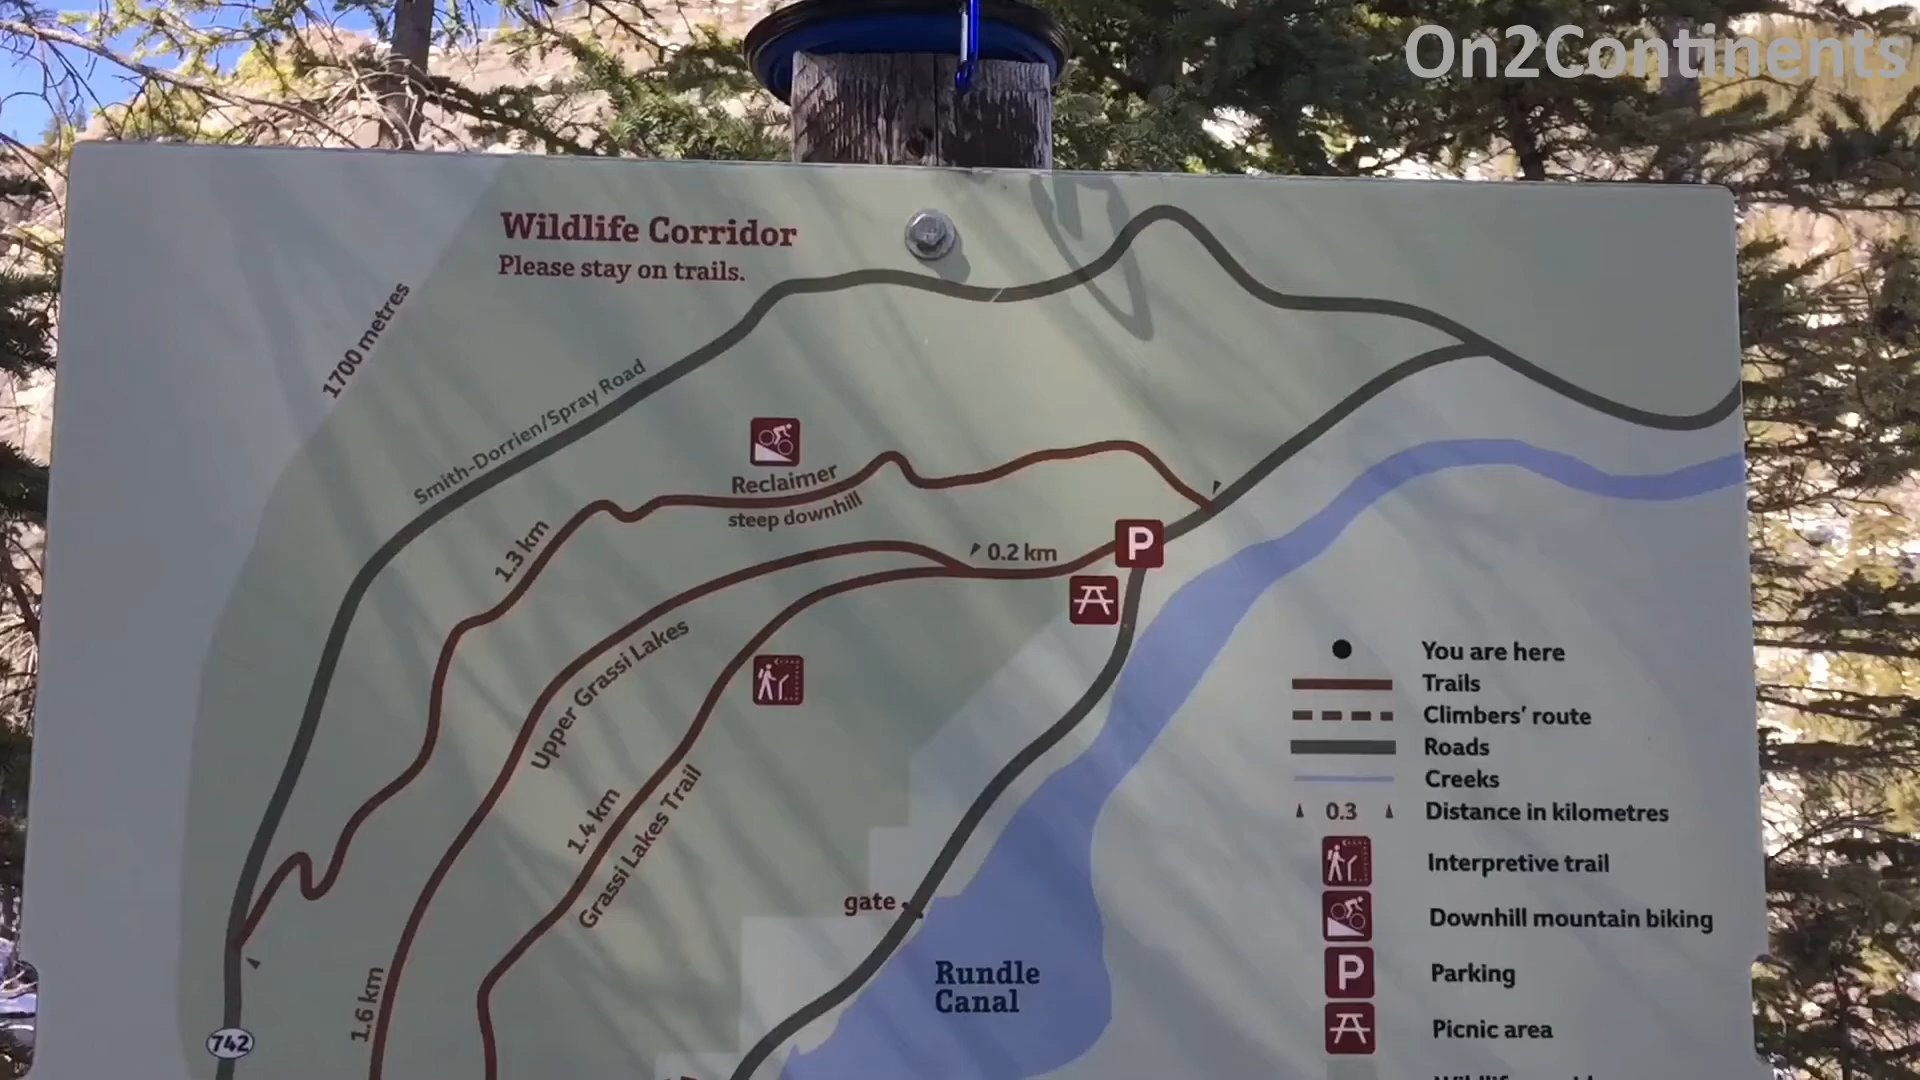 On2Continents
Wildlife Corridor
Please stay on trails.
1700 metres
Smith-Dorrien/Spray Road
Reclaimer
steep downhill
1.3 km
0.2 km
P
Upper Grassi Lakes
1.4 km
Grassi Lakes Trail
1.6 km
gate
Rundle
Canal
742
You are here
Trails
Climbers' route
Roads
Creeks
0.3 Distance in kilometres
Interpretive trail
Downhill mountain biking
P Parking
Picnic area